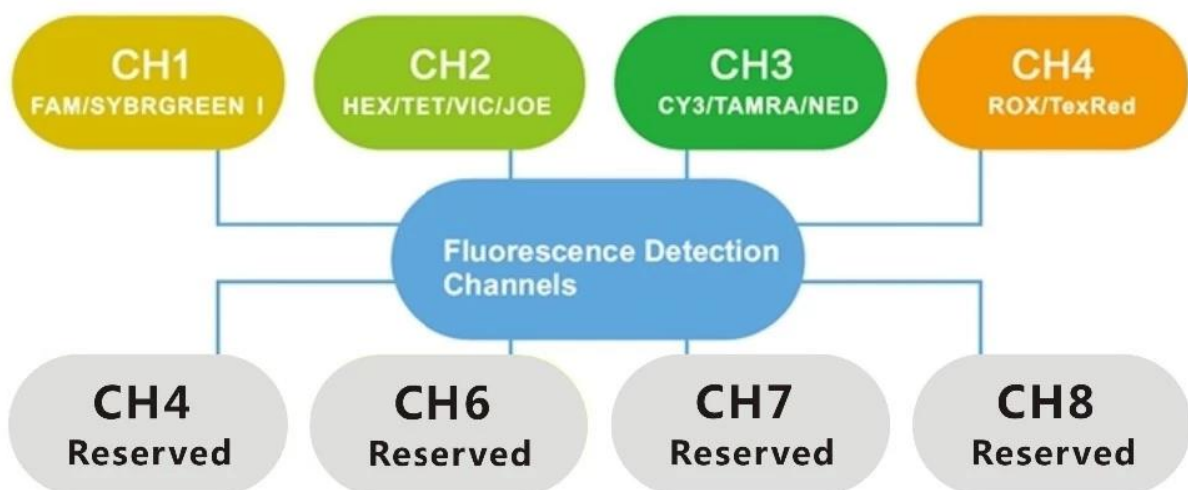 CH1
FAM/SYBRGREEN I
CH2
HEX/TET/VIC/JOE
CH3
CY3/TAMRA/NED
CH4
ROX/TexRed
Fluorescence Detection
Channels
CH4
Reserved
CH6
Reserved
CH7
Reserved
CH8
Reserved